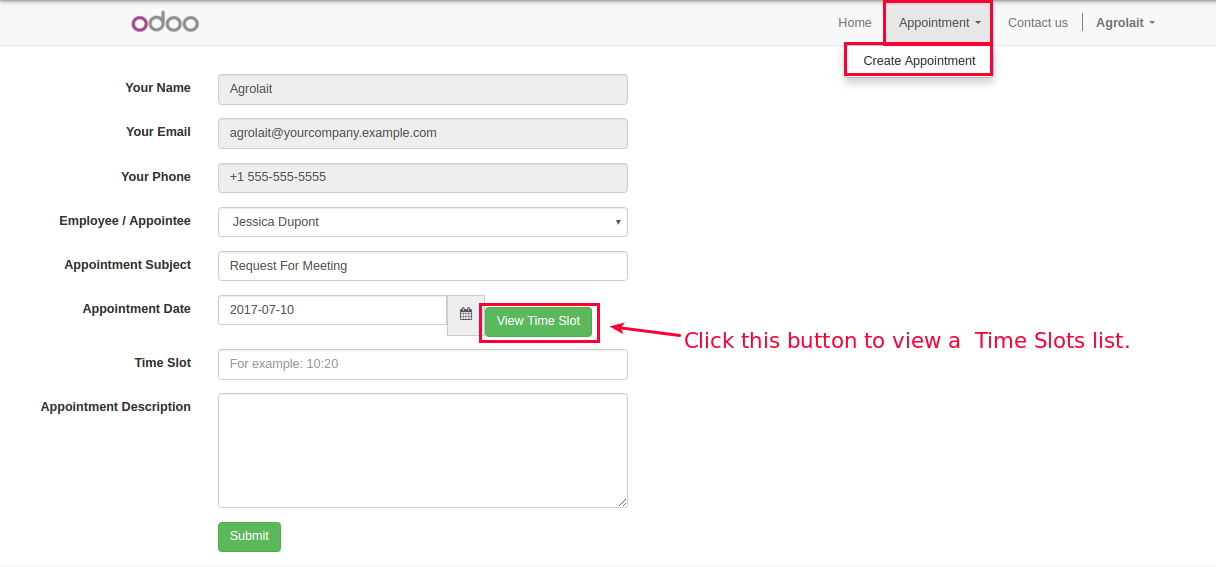 odoo
Home Appointment Contact us Agrolait
Create Appointment
Your Name Agrolait
Your Email agrolait@yourcompany.example.com
Your Phone +1 555-555-5555
Employee / Appointee Jessica Dupont
Appointment Subject Request For Meeting
Appointment Date 2017-07-10 View Time Slot
Click this button to view a Time Slots list.
Time Slot For example: 10:20
Appointment Description
Submit